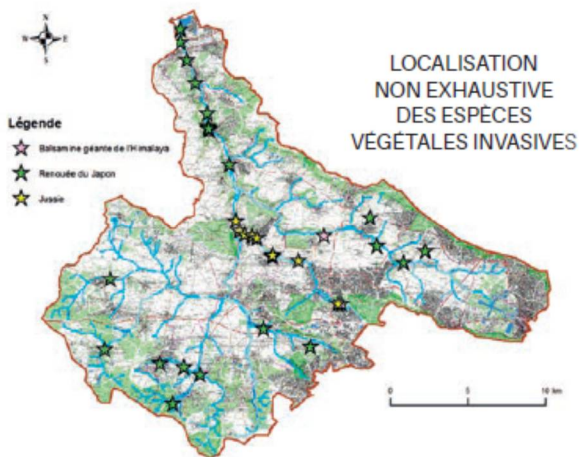 N
W
E
S
LOCALISATION
NON EXHAUSTIVE
DES ESPÈCES
VÉGÉTALES INVASIVES
Légende
Balsamine géante de l'Himalaya
Renouée du Japon
Jussie
0
5
10 km